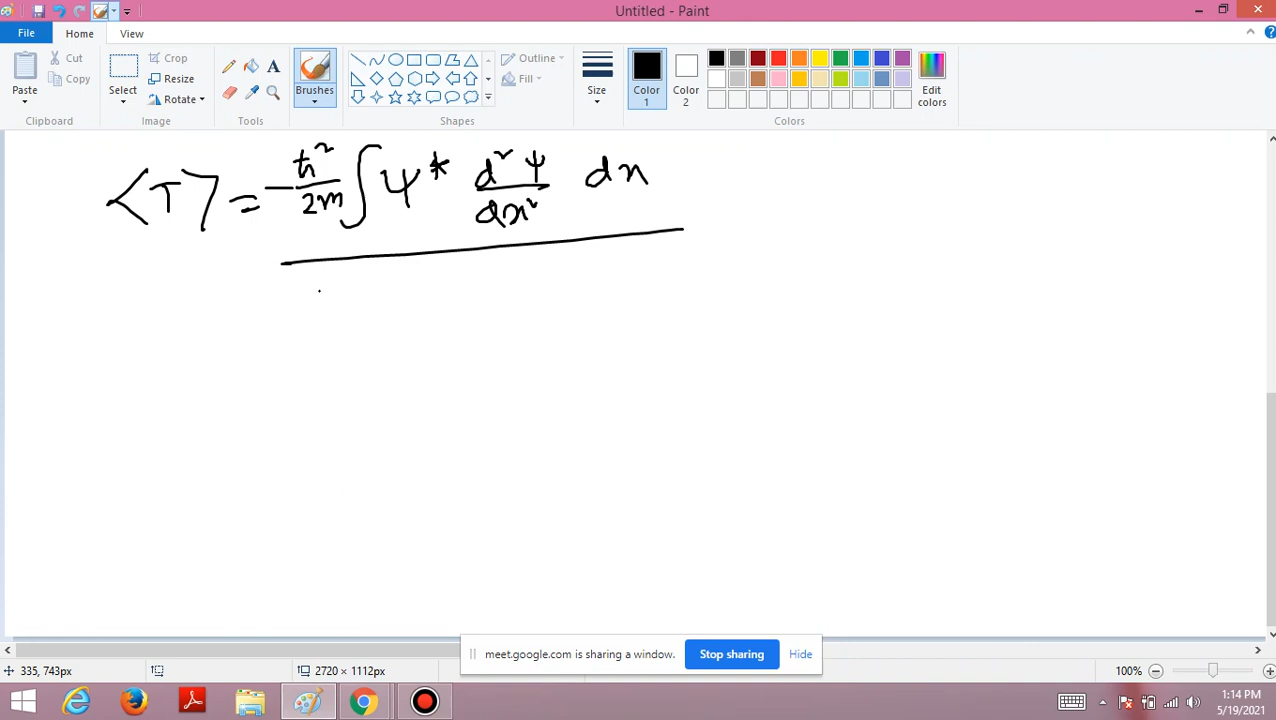 Untitled - Paint
File Home View
Paste Cut Copy Select Crop Resize Rotate Brushes Outline Fill Size Color 1 Color 2 Edit colors
Clipboard Image Tools Shapes Colors
<T> = -ħ²/2m ∫ ψ* d²ψ/dx² dx
meet.google.com is sharing a window. Stop sharing Hide
335, 743px 2720 × 1112px 100%
1:14 PM
5/19/2021